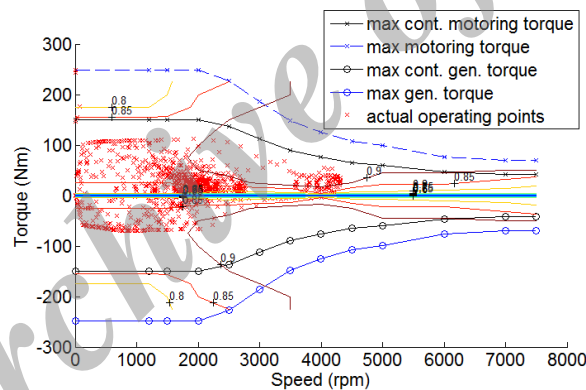 max cont. motoring torque
max motoring torque
max cont. gen. torque
max gen. torque
actual operating points
300
200
100
0
-100
-200
-300
Torque (Nm)
0.8
0.85
0.9
0.85
0.9
0.8
0.85
0 1000 2000 3000 4000 5000 6000 7000 8000
Speed (rpm)
chive of